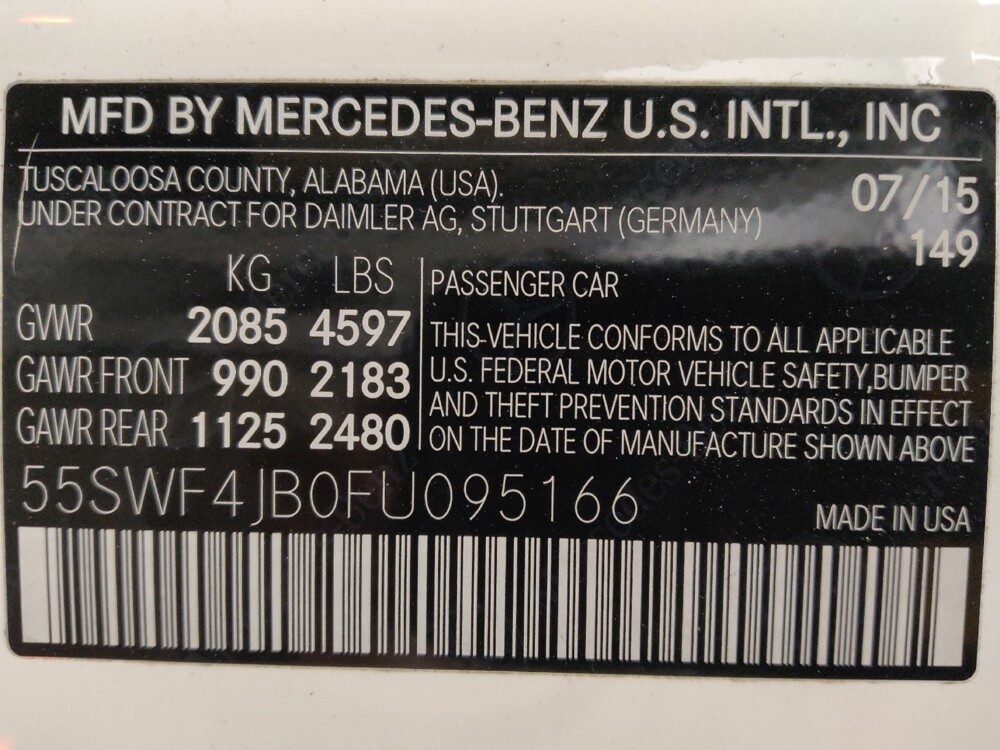 MFD BY MERCEDES-BENZ U.S. INTL., INC
TUSCALOOSA COUNTY, ALABAMA (USA).
UNDER CONTRACT FOR DAIMLER AG, STUTTGART (GERMANY)
07/15
149
KG LBS
GVWR 2085 4597
GAWR FRONT 990 2183
GAWR REAR 1125 2480
PASSENGER CAR
THIS VEHICLE CONFORMS TO ALL APPLICABLE
U.S. FEDERAL MOTOR VEHICLE SAFETY, BUMPER
AND THEFT PREVENTION STANDARDS IN EFFECT
ON THE DATE OF MANUFACTURE SHOWN ABOVE
55SWF4JB0FU095166
MADE IN USA